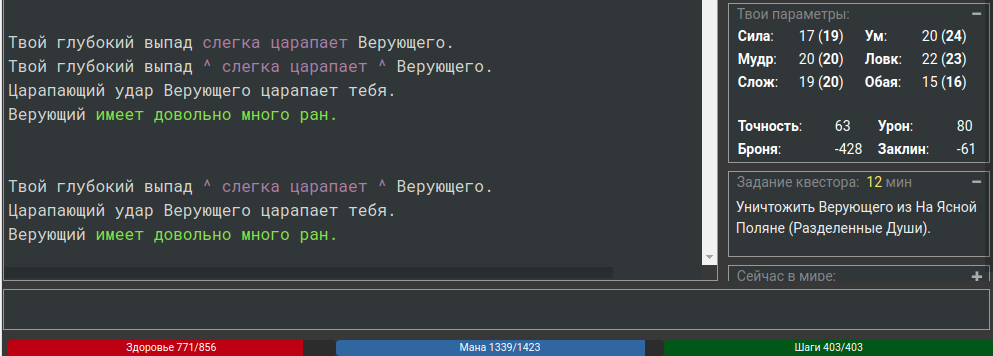 Твой глубокий выпад слегка царапает Верующего.
Твой глубокий выпад ^ слегка царапает ^ Верующего.
Царапающий удар Верующего царапает тебя.
Верующий имеет довольно много ран.
Твой глубокий выпад ^ слегка царапает ^ Верующего.
Царапающий удар Верующего царапает тебя.
Верующий имеет довольно много ран.
Твои параметры: −
Сила: 17 (19) Ум: 20 (24)
Мудр: 20 (20) Ловк: 22 (23)
Слож: 19 (20) Обая: 15 (16)
Точность: 63 Урон: 80
Броня: -428 Заклин: -61
Задание квестора: 12 мин −
Уничтожить Верующего из На Ясной
Поляне (Разделенные Души).
Сейчас в мире: +
Здоровье 771/856 Мана 1339/1423 Шаги 403/403